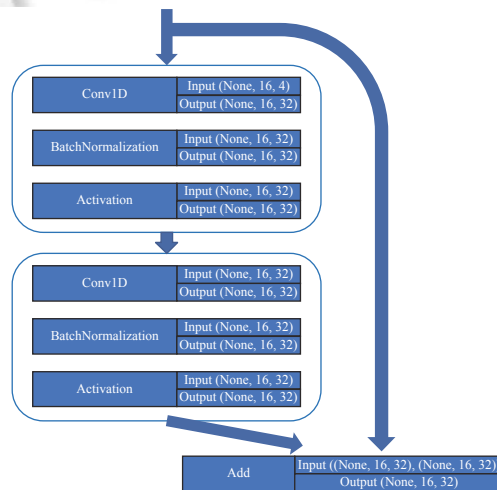 Conv1D
Input (None, 16, 4)
Output (None, 16, 32)
BatchNormalization
Input (None, 16, 32)
Output (None, 16, 32)
Activation
Input (None, 16, 32)
Output (None, 16, 32)
Conv1D
Input (None, 16, 32)
Output (None, 16, 32)
BatchNormalization
Input (None, 16, 32)
Output (None, 16, 32)
Activation
Input (None, 16, 32)
Output (None, 16, 32)
Add
Input ((None, 16, 32), (None, 16, 32)
Output (None, 16, 32)